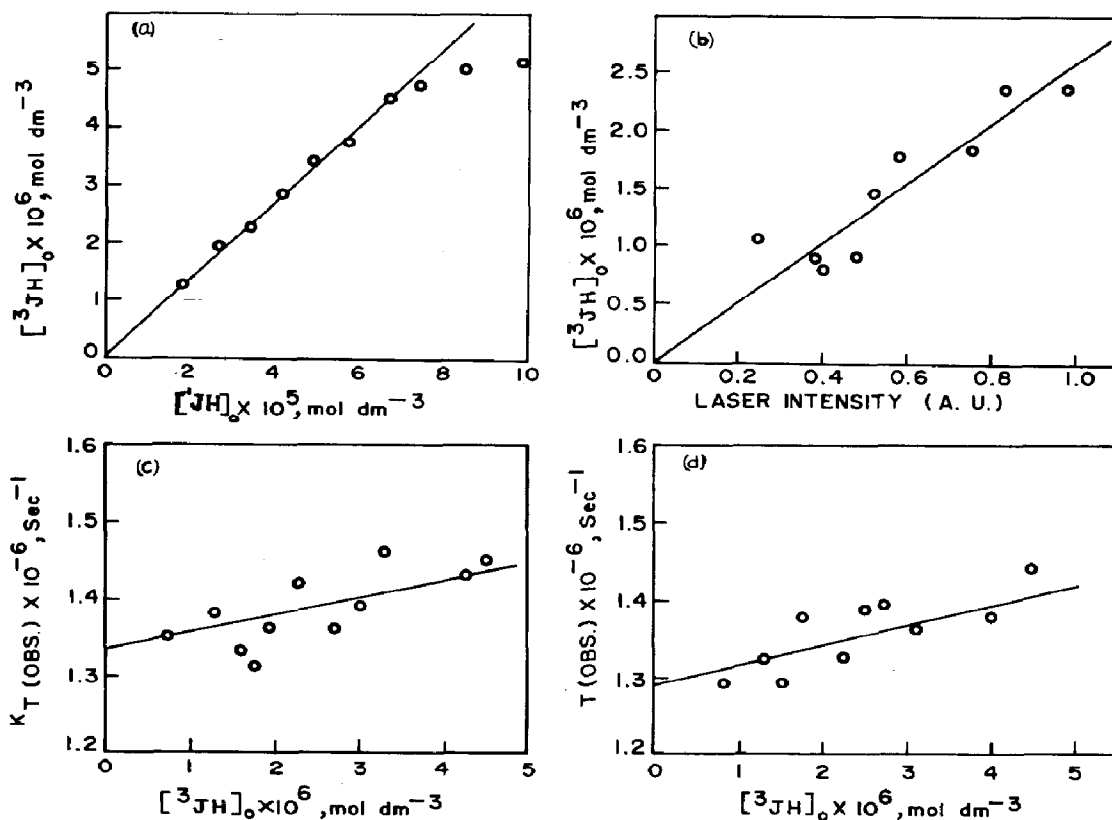 (a)
[³JH]₀ X 10⁶, mol dm⁻³
5
4
3
2
1
0
2 4 6 8 10
[¹JH]₀ X 10⁵, mol dm⁻³
(b)
[³JH]₀ X 10⁶, mol dm⁻³
2.5
2.0
1.5
1.0
0.5
0.0
0 0.2 0.4 0.6 0.8 1.0
LASER INTENSITY (A. U.)
(c)
K_T (OBS.) X 10⁻⁶, Sec⁻¹
1.6
1.5
1.4
1.3
1.2
0 1 2 3 4 5
[³JH]₀ X 10⁶, mol dm⁻³
(d)
T (OBS.) X 10⁻⁶, Sec⁻¹
1.6
1.5
1.4
1.3
1.2
0 1 2 3 4 5
[³JH]₀ X 10⁶, mol dm⁻³